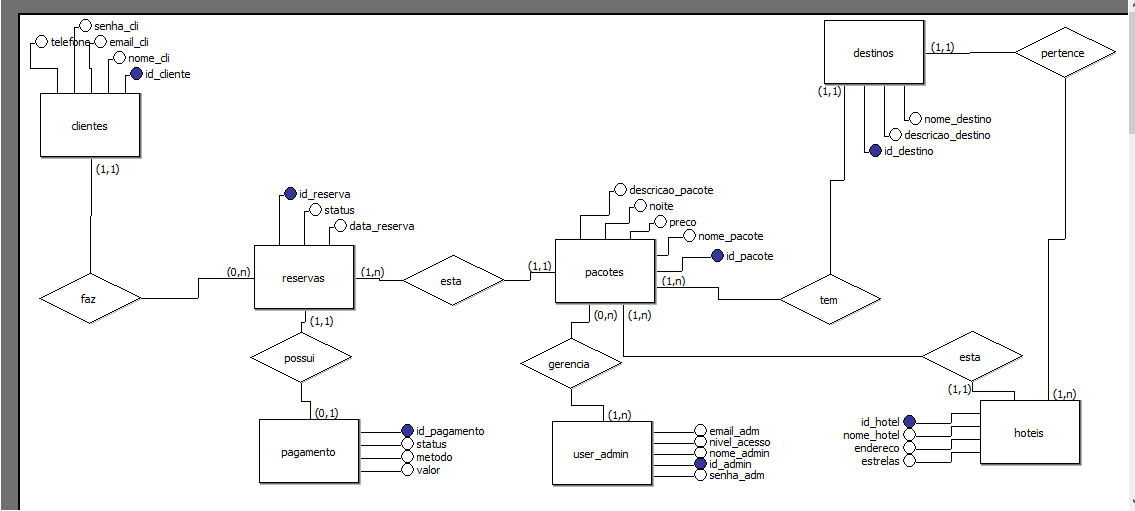 senha_cli
telefone
email_cli
nome_cli
id_cliente
clientes
(1,1)
destinos
(1,1)
pertence
(1,1)
nome_destino
descricao_destino
id_destino
id_reserva
status
data_reserva
descricao_pacote
noite
preco
nome_pacote
id_pacote
faz
(0,n)
reservas
(1,n)
esta
(1,1)
pacotes
(1,n)
tem
(1,1)
possui
(0,n)
(1,n)
gerencia
esta
(1,1)
(1,n)
(0,1)
pagamento
id_pagamento
status
metodo
valor
(1,n)
user_admin
email_adm
nivel_acesso
nome_admin
id_admin
senha_adm
id_hotel
nome_hotel
endereco
estrelas
hoteis